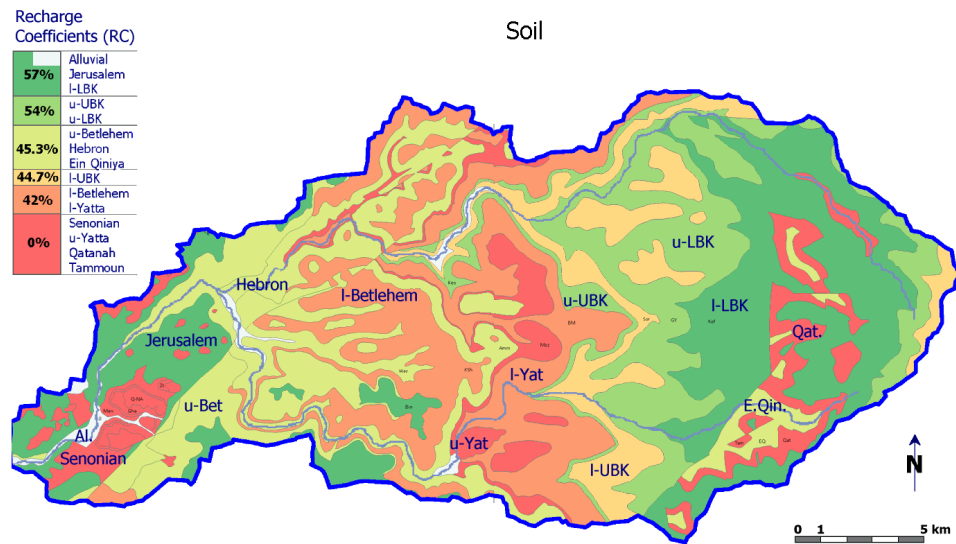 Recharge
Coefficients (RC)
Soil
57%
Alluvial
Jerusalem
l-LBK
54%
u-UBK
u-LBK
45.3%
u-Betlehem
Hebron
Ein Qiniya
44.7%
l-UBK
42%
l-Betlehem
l-Yatta
0%
Senonian
u-Yatta
Qatanah
Tammoun
u-LBK
Hebron
l-Betlehem
u-UBK
l-LBK
Jerusalem
Qat.
l-Yat
u-Bet
E.Qin.
Al.
u-Yat
Senonian
l-UBK
N
0 1 5 km